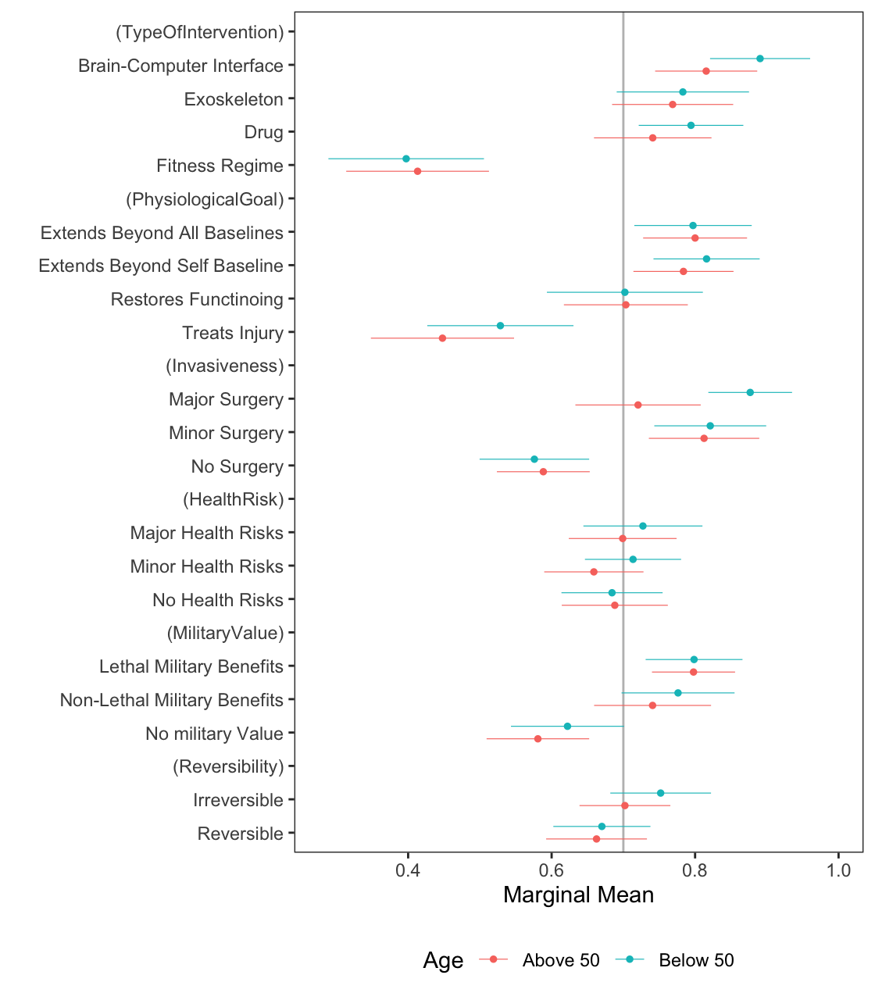 (TypeOfIntervention)
Brain-Computer Interface
Exoskeleton
Drug
Fitness Regime
(PhysiologicalGoal)
Extends Beyond All Baselines
Extends Beyond Self Baseline
Restores Functinoing
Treats Injury
(Invasiveness)
Major Surgery
Minor Surgery
No Surgery
(HealthRisk)
Major Health Risks
Minor Health Risks
No Health Risks
(MilitaryValue)
Lethal Military Benefits
Non-Lethal Military Benefits
No military Value
(Reversibility)
Irreversible
Reversible
0.4 0.6 0.8 1.0
Marginal Mean
Age Above 50 Below 50